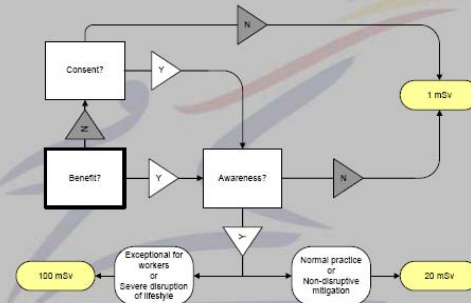 N
Consent?
Y
1 mSv
N
Benefit?
Y
Awareness?
N
Y
100 mSv
Exceptional for
workers
or
Severe disruption
of lifestyle
Normal practice
or
Non-disruptive
mitigation
20 mSv